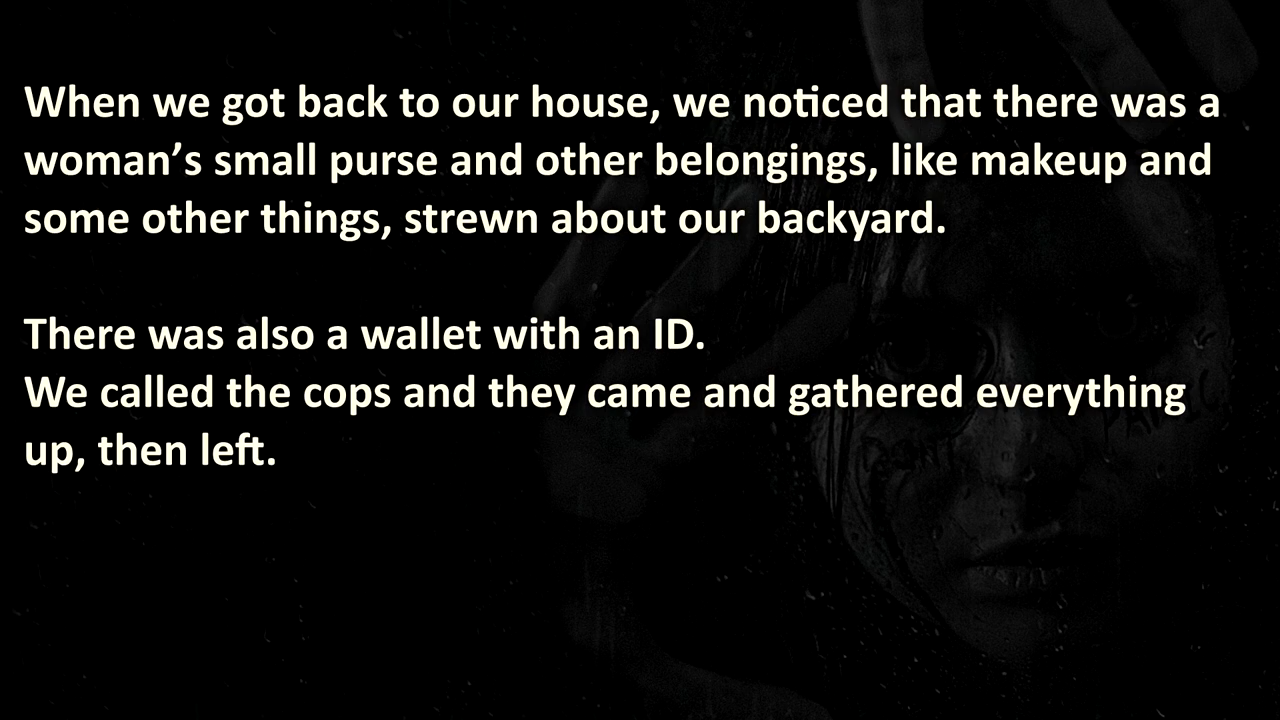 When we got back to our house, we noticed that there was a
woman’s small purse and other belongings, like makeup and
some other things, strewn about our backyard.
There was also a wallet with an ID.
We called the cops and they came and gathered everything
up, then left.